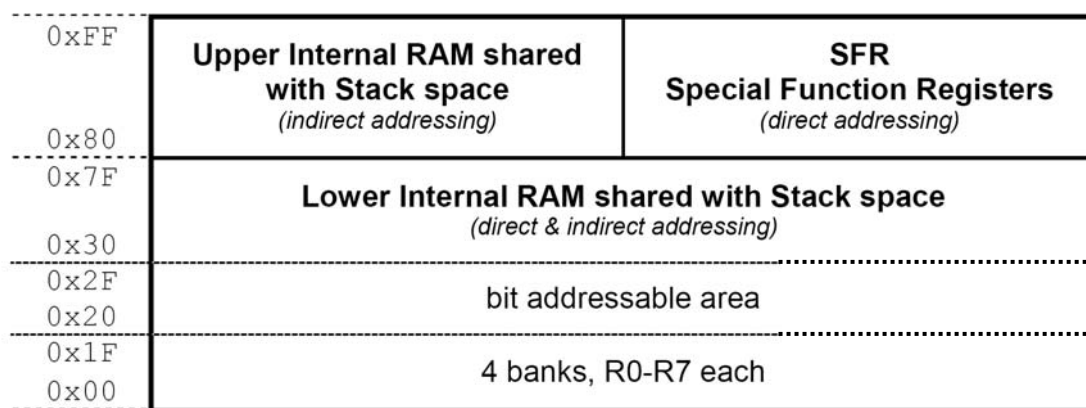 0xFF
Upper Internal RAM shared
with Stack space
(indirect addressing)
SFR
Special Function Registers
(direct addressing)
0x80
0x7F
Lower Internal RAM shared with Stack space
(direct & indirect addressing)
0x30
0x2F
bit addressable area
0x20
0x1F
4 banks, R0-R7 each
0x00